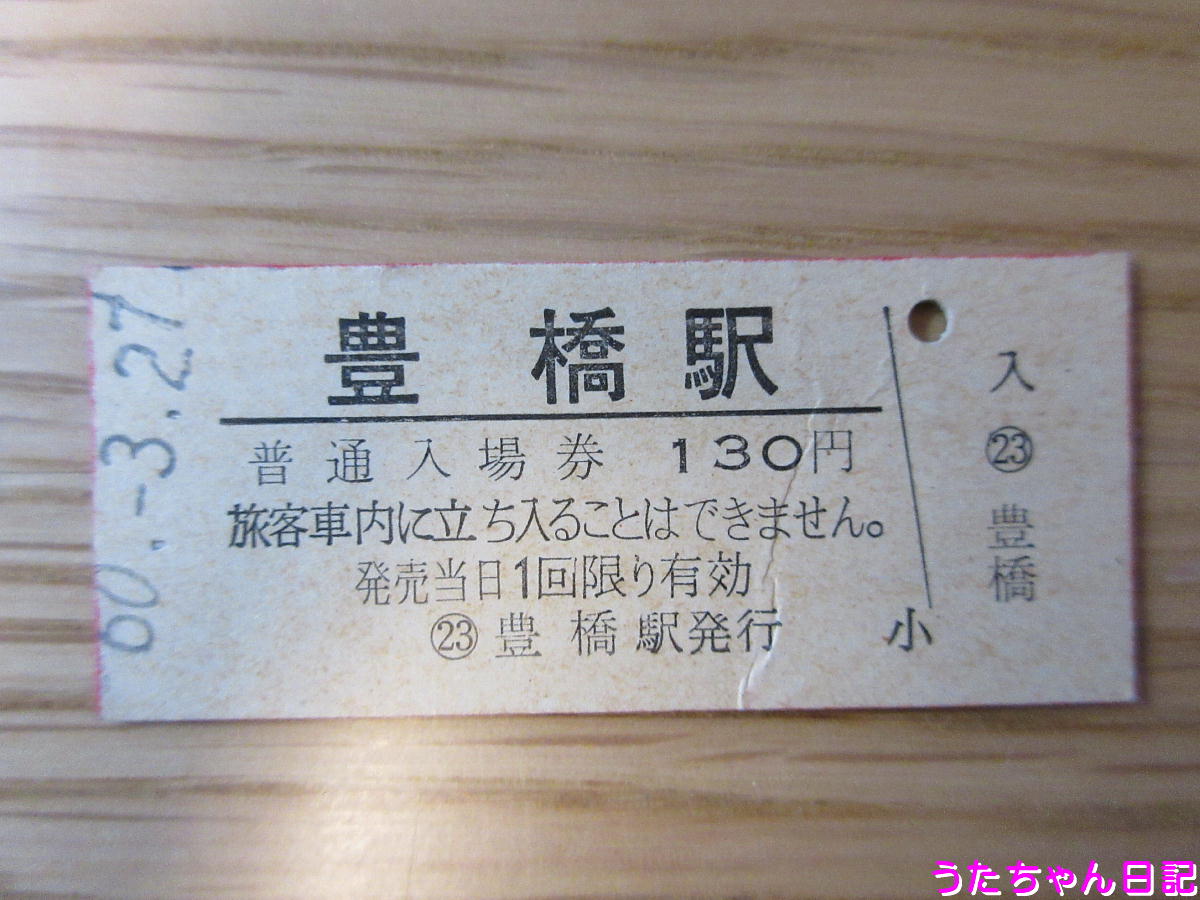 60.-3.27
豊橋駅
普通入場券 130円
旅客車内に立ち入ることはできません。
発売当日1回限り有効
㉓豊橋駅発行
小
入
㉓
豊橋
うたちゃん日記